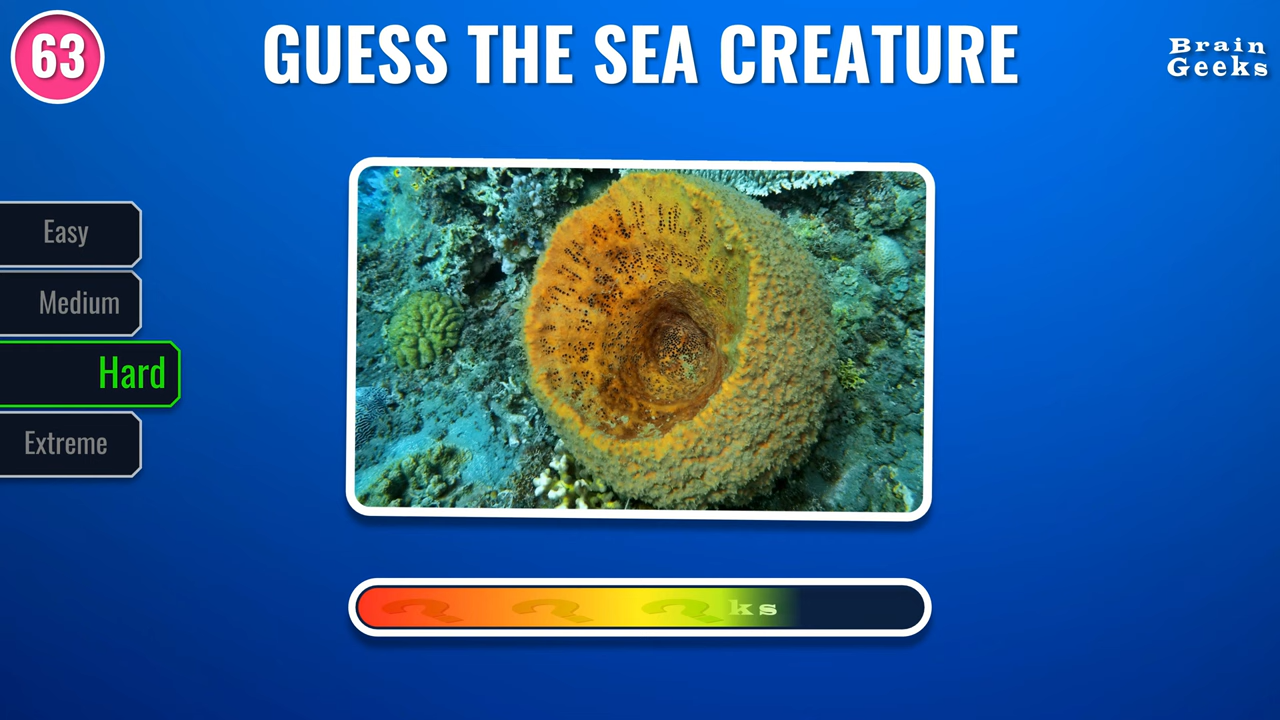 63
GUESS THE SEA CREATURE
Brain
Geeks
Easy
Medium
Hard
Extreme
? ? ? ks